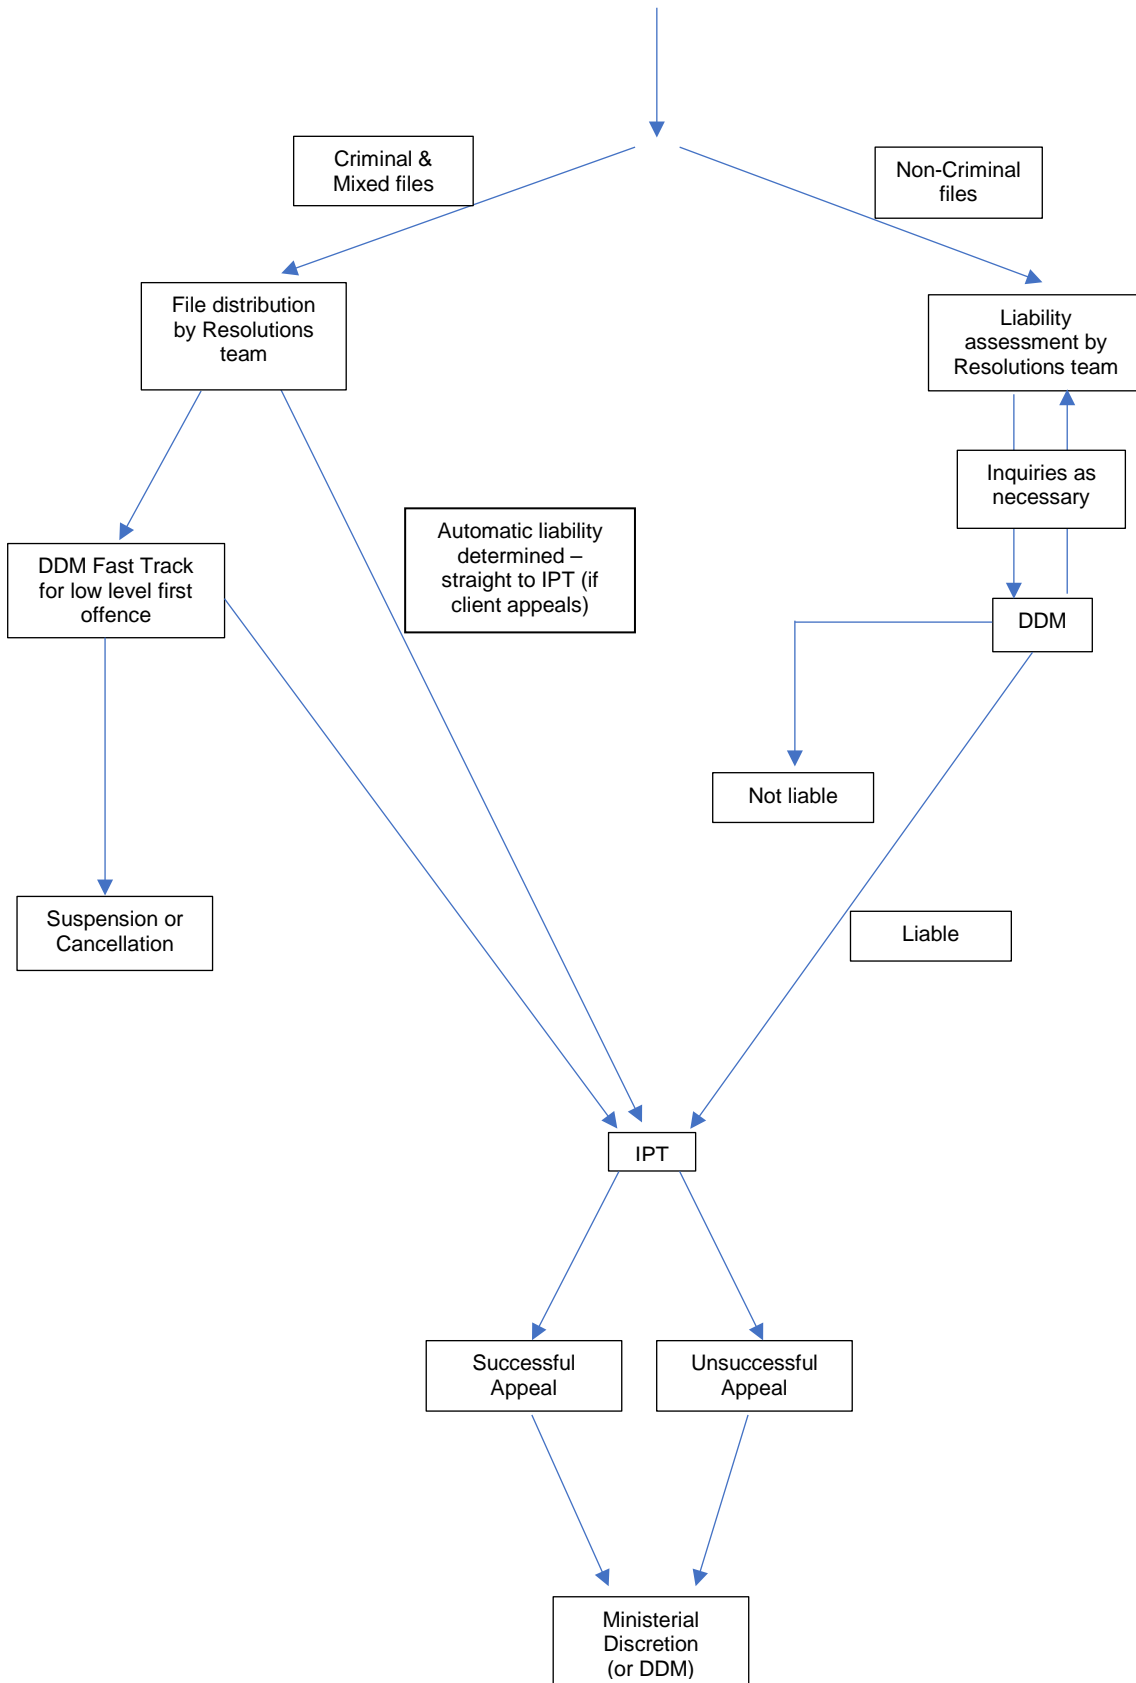 Criminal &
Mixed files
Non-Criminal
files
File distribution
by Resolutions
team
Liability
assessment by
Resolutions team
Inquiries as
necessary
Automatic liability
determined –
straight to IPT (if
client appeals)
DDM Fast Track
for low level first
offence
DDM
Not liable
Suspension or
Cancellation
Liable
IPT
Successful
Appeal
Unsuccessful
Appeal
Ministerial
Discretion
(or DDM)